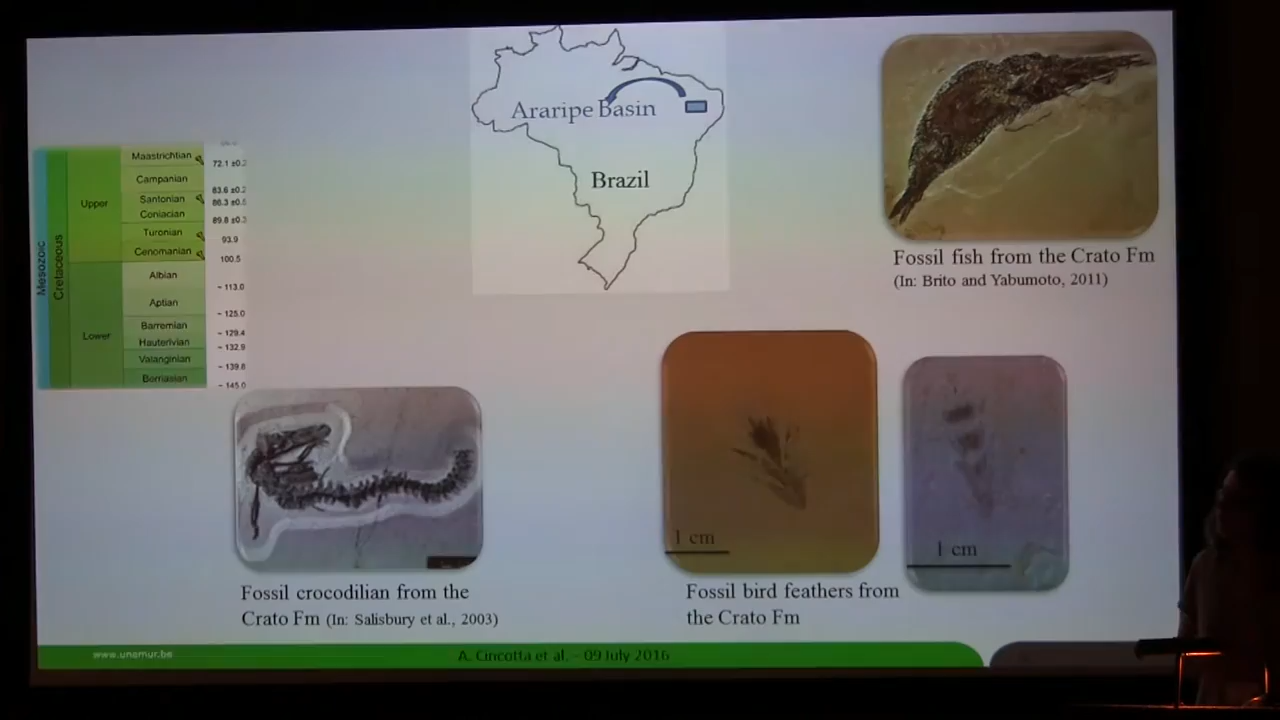 Araripe Basin
Brazil
Mesozoic
Cretaceous
Upper
Lower
Maastrichtian
72.1 ±0.2
Campanian
83.6 ±0.2
Santonian
86.3 ±0.5
Coniacian
89.8 ±0.3
Turonian
93.9
Cenomanian
100.5
Albian
~ 113.0
Aptian
~ 125.0
Barremian
~ 129.4
Hauterivian
~ 132.9
Valanginian
~ 139.8
Berriasian
~ 145.0
Fossil fish from the Crato Fm
(In: Brito and Yabumoto, 2011)
Fossil crocodilian from the
Crato Fm (In: Salisbury et al., 2003)
1 cm
1 cm
Fossil bird feathers from
the Crato Fm
www.unamur.be
A. Cincotta et al. – 09 July 2016